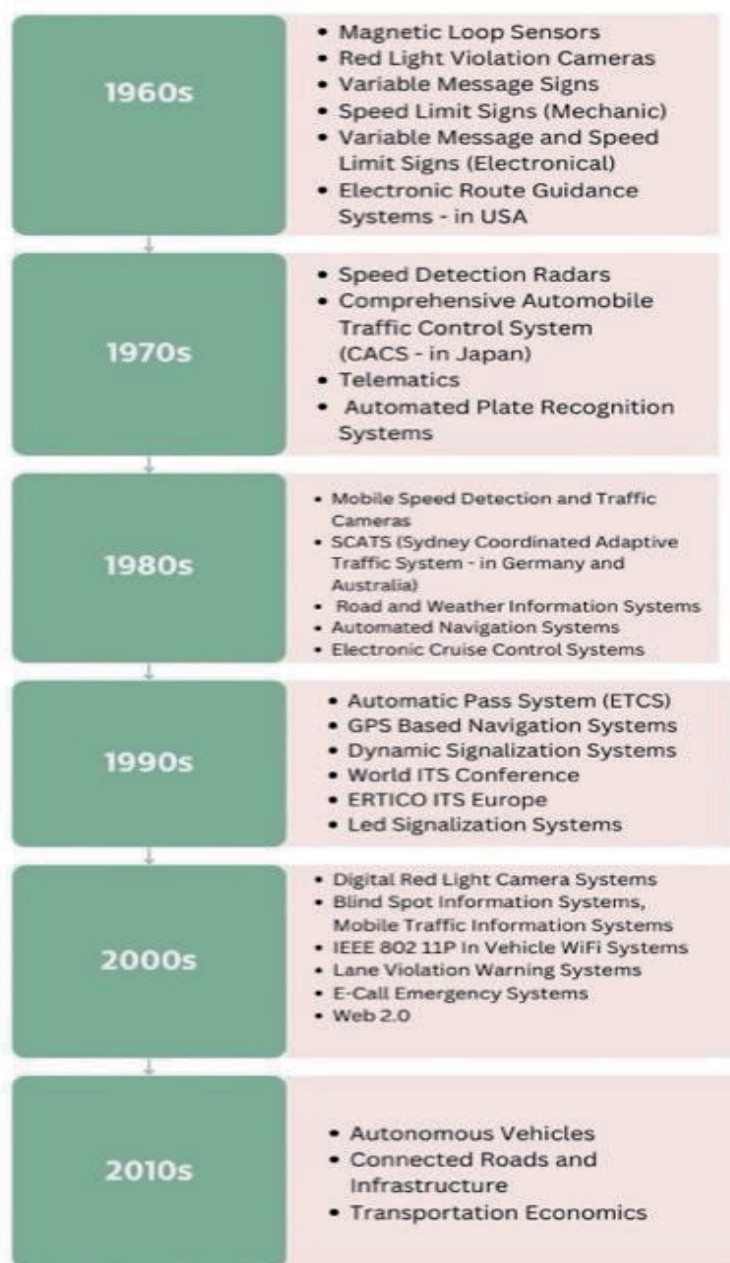 1960s
• Magnetic Loop Sensors
• Red Light Violation Cameras
• Variable Message Signs
• Speed Limit Signs (Mechanic)
• Variable Message and Speed
Limit Signs (Electronical)
• Electronic Route Guidance
Systems - in USA
1970s
• Speed Detection Radars
• Comprehensive Automobile
Traffic Control System
(CACS - in Japan)
• Telematics
• Automated Plate Recognition
Systems
1980s
• Mobile Speed Detection and Traffic
Cameras
• SCATS (Sydney Coordinated Adaptive
Traffic System - in Germany and
Australia)
• Road and Weather Information Systems
• Automated Navigation Systems
• Electronic Cruise Control Systems
1990s
• Automatic Pass System (ETCS)
• GPS Based Navigation Systems
• Dynamic Signalization Systems
• World ITS Conference
• ERTICO ITS Europe
• Led Signalization Systems
2000s
• Digital Red Light Camera Systems
• Blind Spot Information Systems,
Mobile Traffic Information Systems
• IEEE 802 11P In Vehicle WiFi Systems
• Lane Violation Warning Systems
• E-Call Emergency Systems
• Web 2.0
2010s
• Autonomous Vehicles
• Connected Roads and
Infrastructure
• Transportation Economics